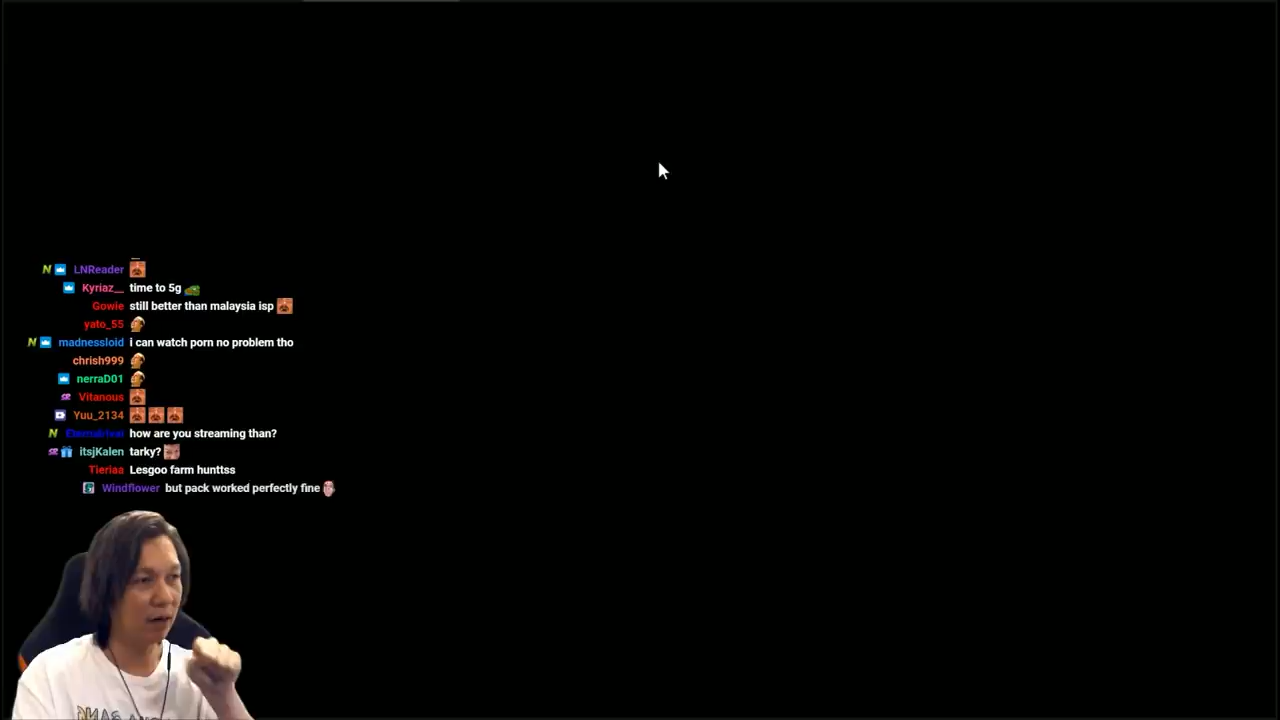 LNReader
Kyriaz__ time to 5g
Gowie still better than malaysia isp
yato_55
madnessloid i can watch porn no problem tho
chrish999
nerraD01
Vitanous
Yuu_2134
how are you streaming than?
itsjKalen tarky?
Tieriaa Lesgoo farm hunttss
Windflower but pack worked perfectly fine